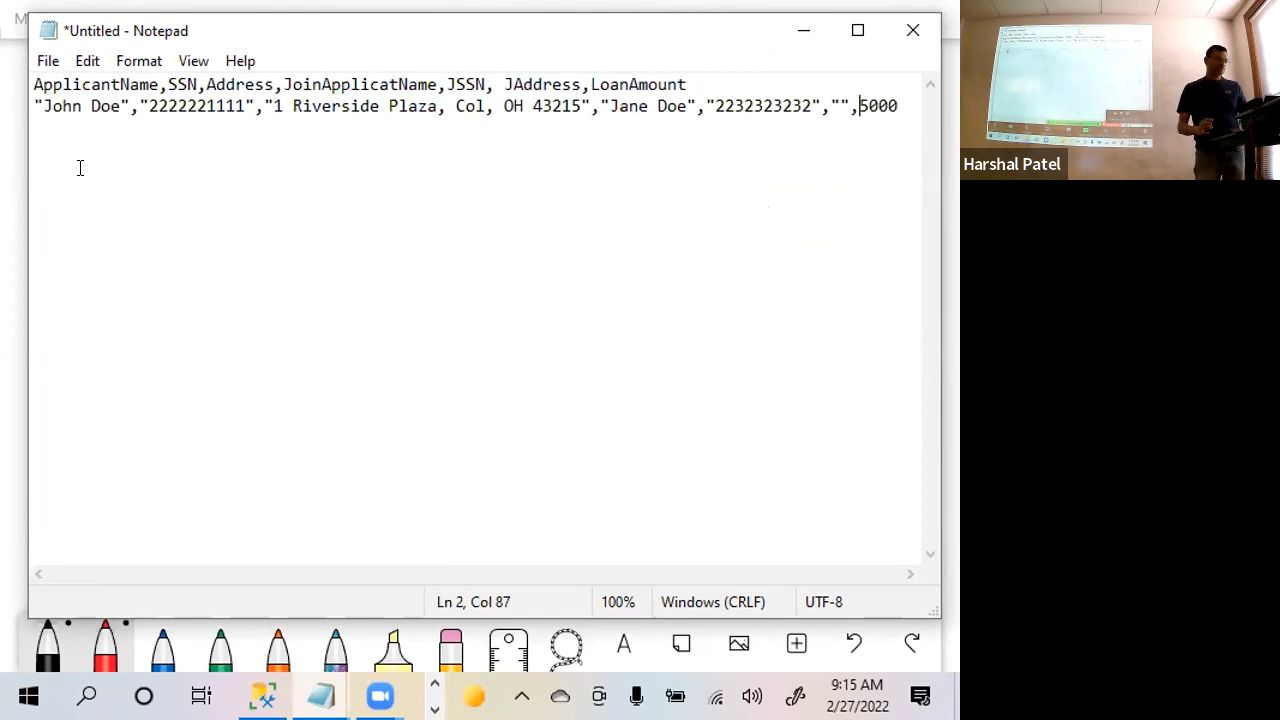 *Untitled - Notepad
File Edit Format View Help
ApplicantName,SSN,Address,JoinApplicatName,JSSN, JAddress,LoanAmount
"John Doe","2222221111","1 Riverside Plaza, Col, OH 43215","Jane Doe","2232323232","",5000
Ln 2, Col 87 100% Windows (CRLF) UTF-8
9:15 AM
2/27/2022
Harshal Patel